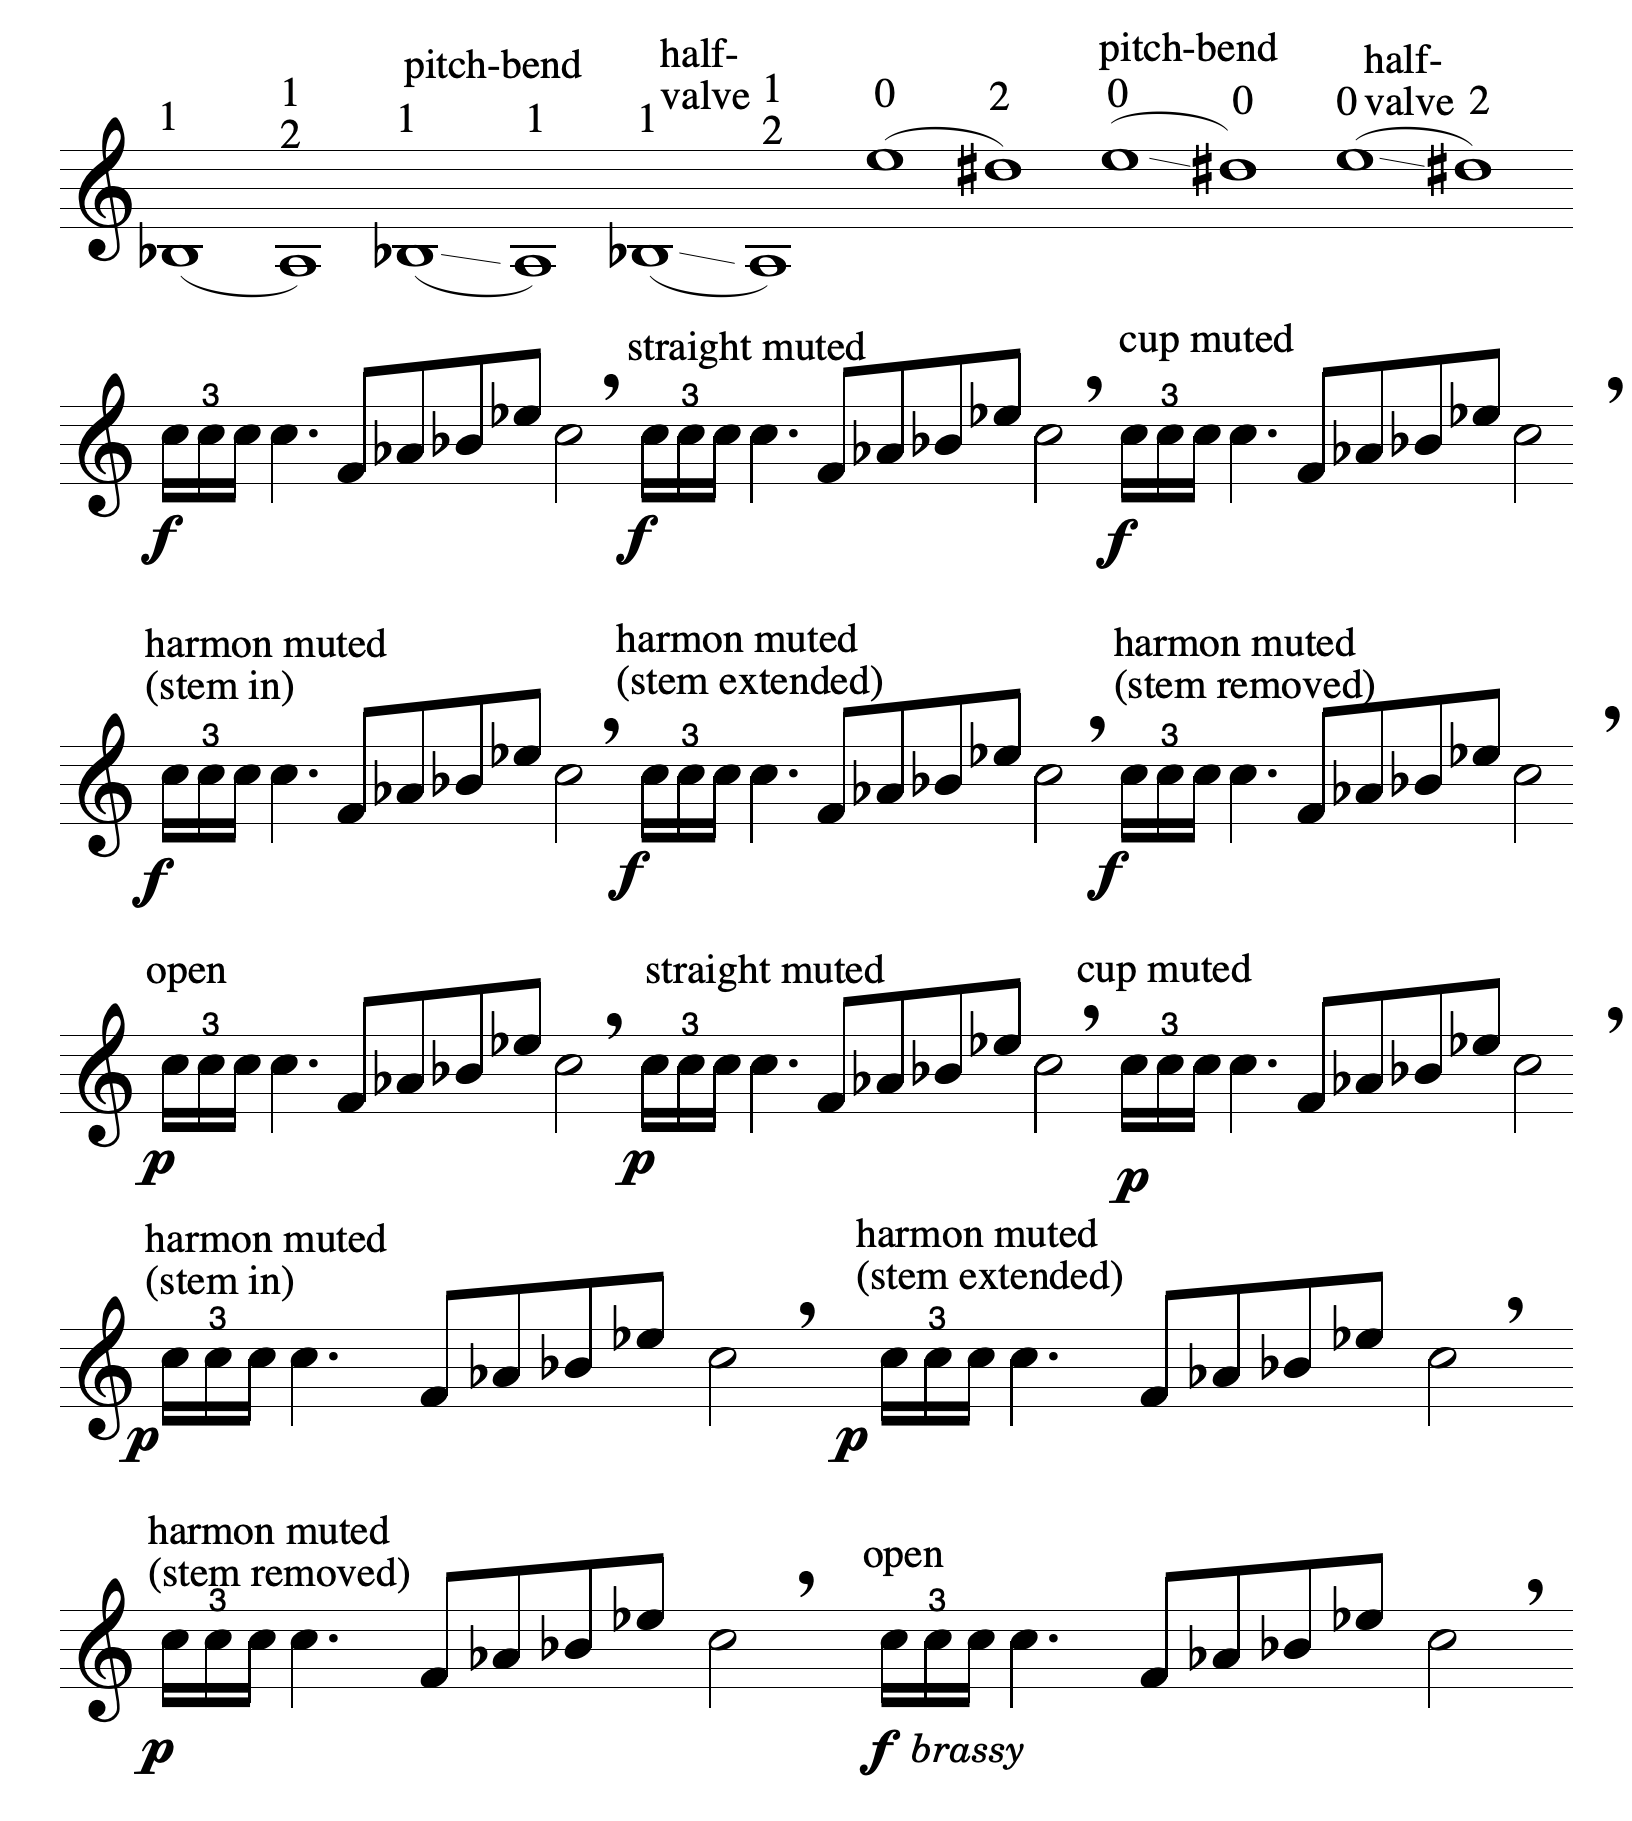 pitch-bend half- pitch-bend half-
1 1 1 1 1 valve 1 0 2 0 0 0 valve 2
2 2
straight muted cup muted
3 3 3
f f f
harmon muted harmon muted harmon muted
(stem in) (stem extended) (stem removed)
3 3 3
f f f
open straight muted cup muted
3 3 3
p p p
harmon muted harmon muted
(stem in) (stem extended)
3 3
p p
harmon muted open
(stem removed)
3 3
p f brassy